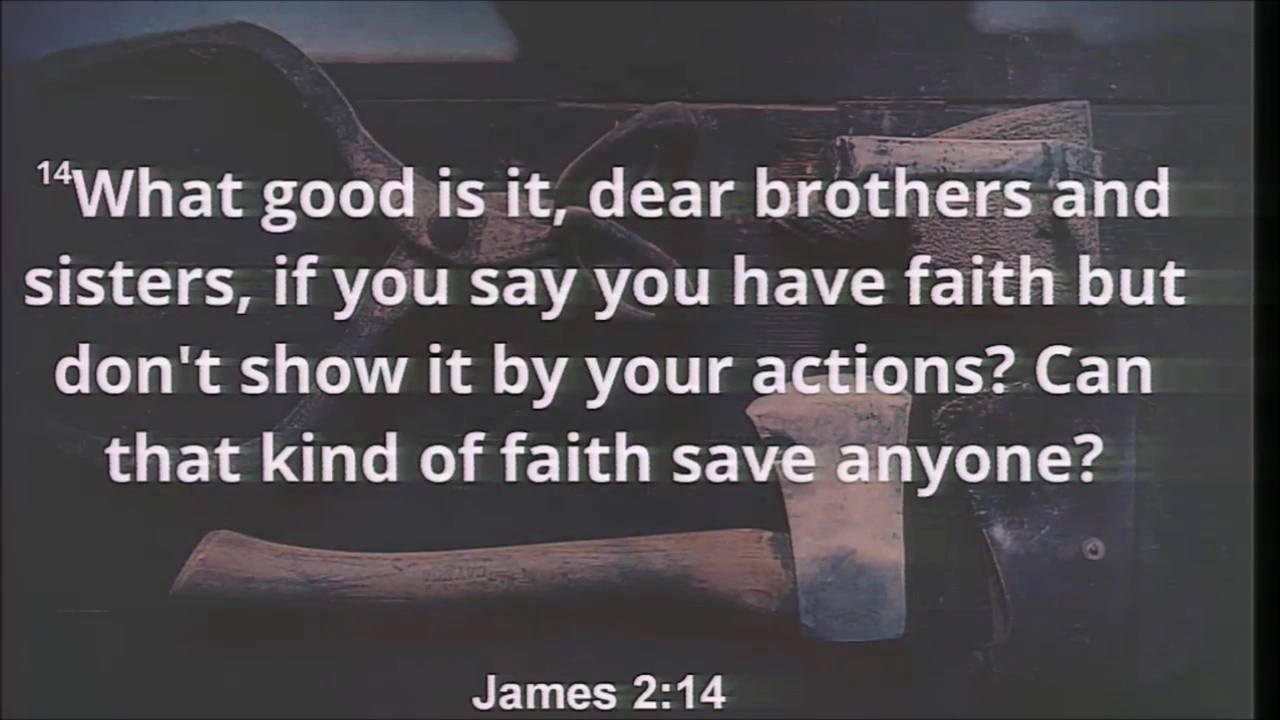 14What good is it, dear brothers and
sisters, if you say you have faith but
don't show it by your actions? Can
that kind of faith save anyone?
James 2:14